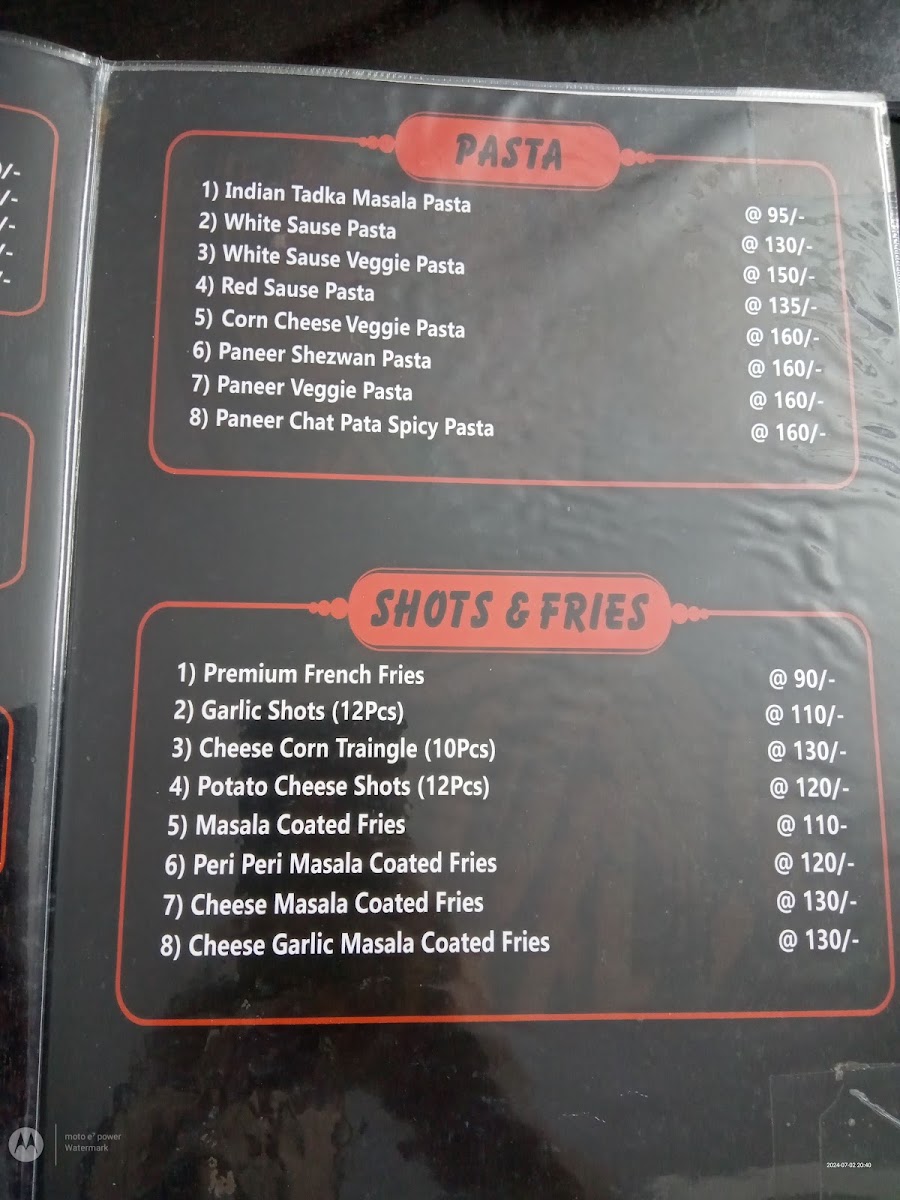 PASTA
1) Indian Tadka Masala Pasta @ 95/-
2) White Sause Pasta @ 130/-
3) White Sause Veggie Pasta @ 150/-
4) Red Sause Pasta @ 135/-
5) Corn Cheese Veggie Pasta @ 160/-
6) Paneer Shezwan Pasta @ 160/-
7) Paneer Veggie Pasta @ 160/-
8) Paneer Chat Pata Spicy Pasta @ 160/-
SHOTS & FRIES
1) Premium French Fries @ 90/-
2) Garlic Shots (12Pcs) @ 110/-
3) Cheese Corn Traingle (10Pcs) @ 130/-
4) Potato Cheese Shots (12Pcs) @ 120/-
5) Masala Coated Fries @ 110-
6) Peri Peri Masala Coated Fries @ 120/-
7) Cheese Masala Coated Fries @ 130/-
8) Cheese Garlic Masala Coated Fries @ 130/-
moto e⁷ power
Watermark
2024-07-02 20:40